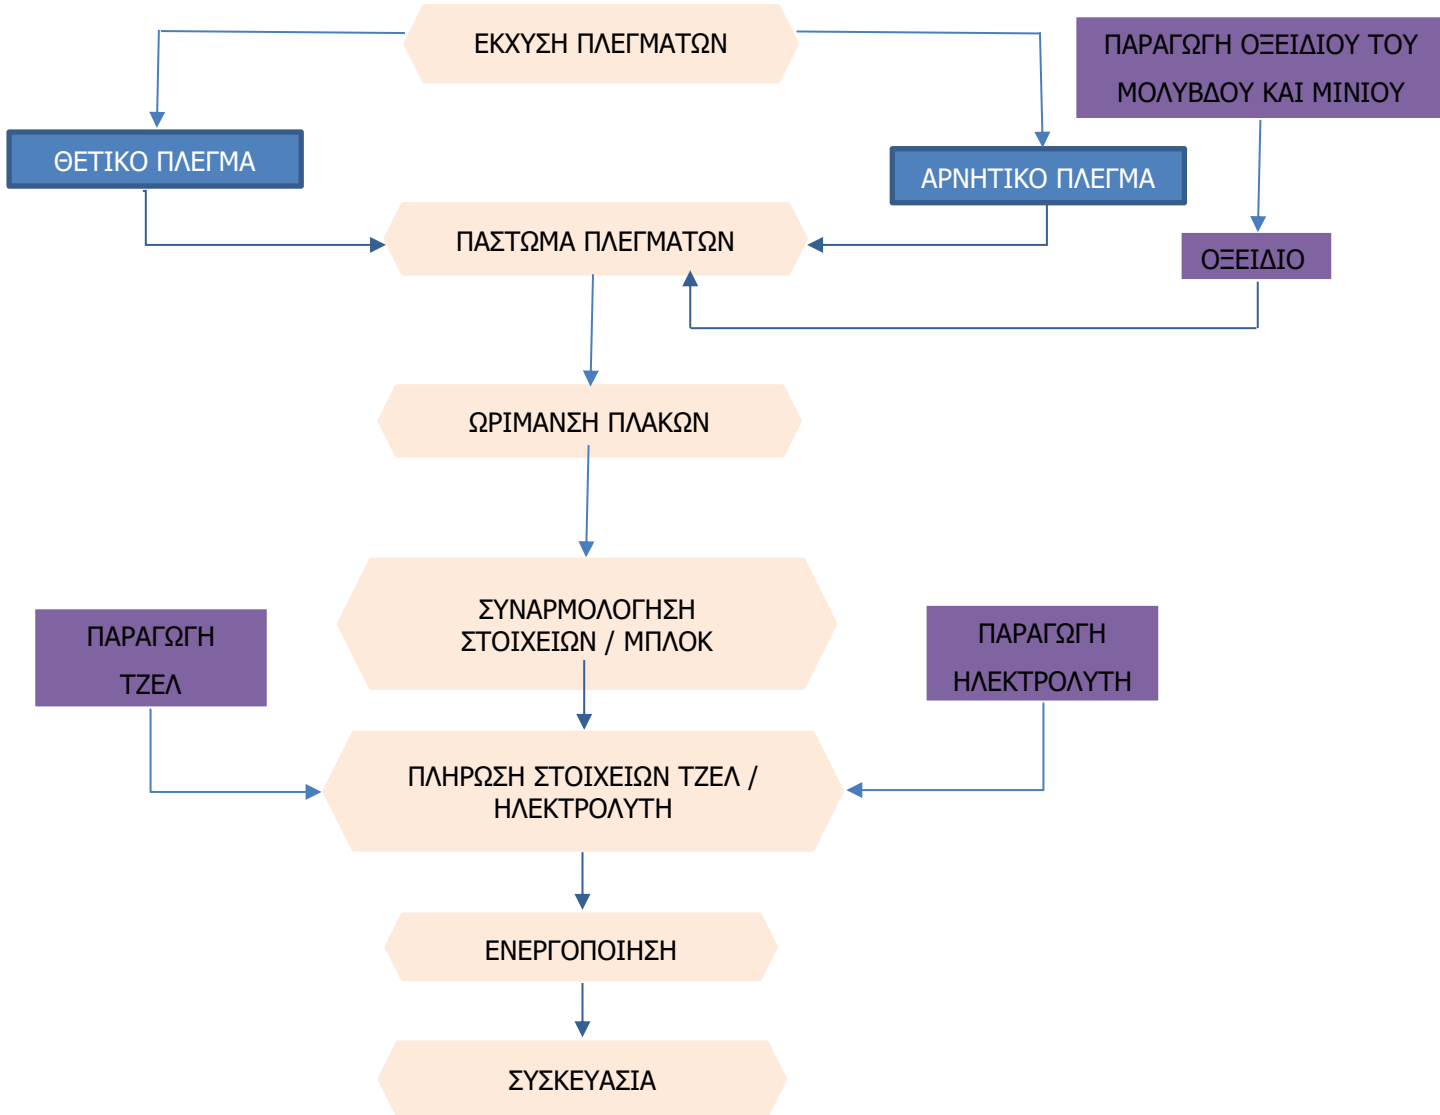 ΕΚΧΥΣΗ ΠΛΕΓΜΑΤΩΝ
ΠΑΡΑΓΩΓΗ ΟΞΕΙΔΙΟΥ ΤΟΥ
ΜΟΛΥΒΔΟΥ ΚΑΙ ΜΙΝΙΟΥ
ΘΕΤΙΚΟ ΠΛΕΓΜΑ
ΑΡΝΗΤΙΚΟ ΠΛΕΓΜΑ
ΠΑΣΤΩΜΑ ΠΛΕΓΜΑΤΩΝ
ΟΞΕΙΔΙΟ
ΩΡΙΜΑΝΣΗ ΠΛΑΚΩΝ
ΣΥΝΑΡΜΟΛΟΓΗΣΗ
ΣΤΟΙΧΕΙΩΝ / ΜΠΛΟΚ
ΠΑΡΑΓΩΓΗ
ΤΖΕΛ
ΠΑΡΑΓΩΓΗ
ΗΛΕΚΤΡΟΛΥΤΗ
ΠΛΗΡΩΣΗ ΣΤΟΙΧΕΙΩΝ ΤΖΕΛ /
ΗΛΕΚΤΡΟΛΥΤΗ
ΕΝΕΡΓΟΠΟΙΗΣΗ
ΣΥΣΚΕΥΑΣΙΑ